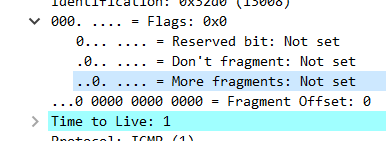 Identification: 0x32d0 (13008)
000. .... = Flags: 0x0
0... .... = Reserved bit: Not set
.0.. .... = Don't fragment: Not set
..0. .... = More fragments: Not set
...0 0000 0000 0000 = Fragment Offset: 0
Time to Live: 1
Protocol: ICMP (1)